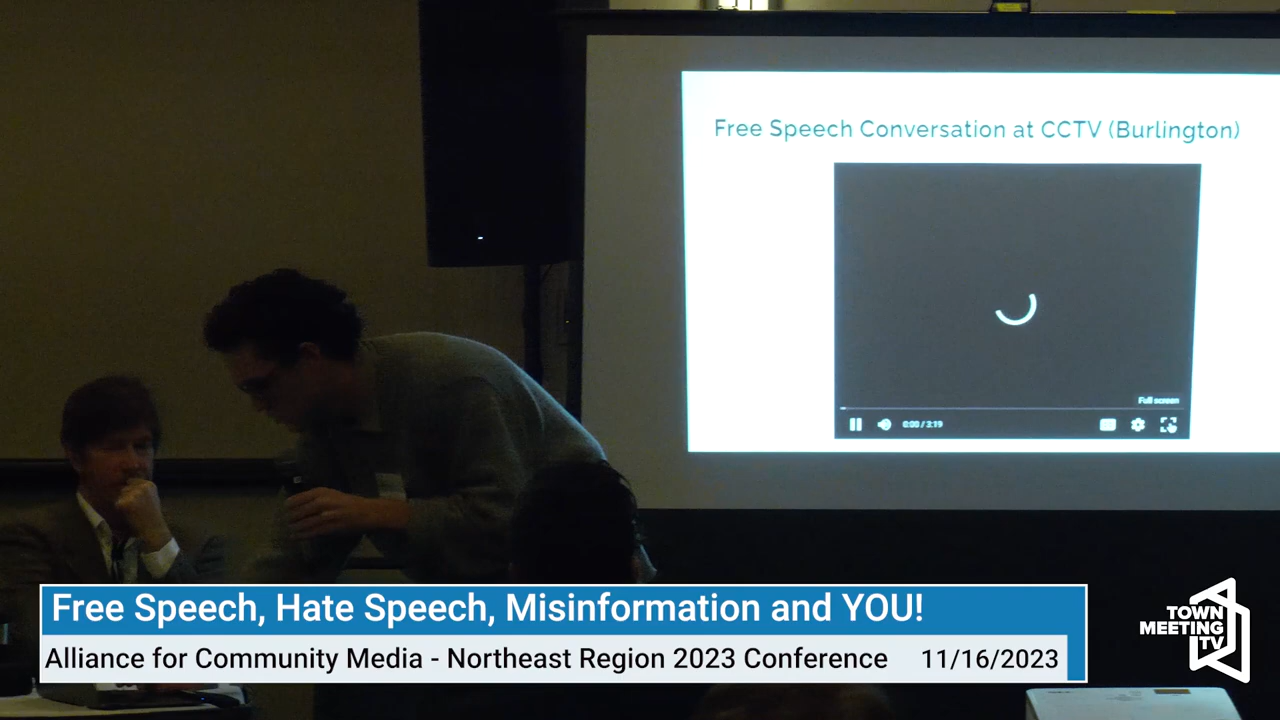 Free Speech Conversation at CCTV (Burlington)
Full screen
0:00 / 3:19
Free Speech, Hate Speech, Misinformation and YOU!
Alliance for Community Media - Northeast Region 2023 Conference 11/16/2023
TOWN
MEETING
TV